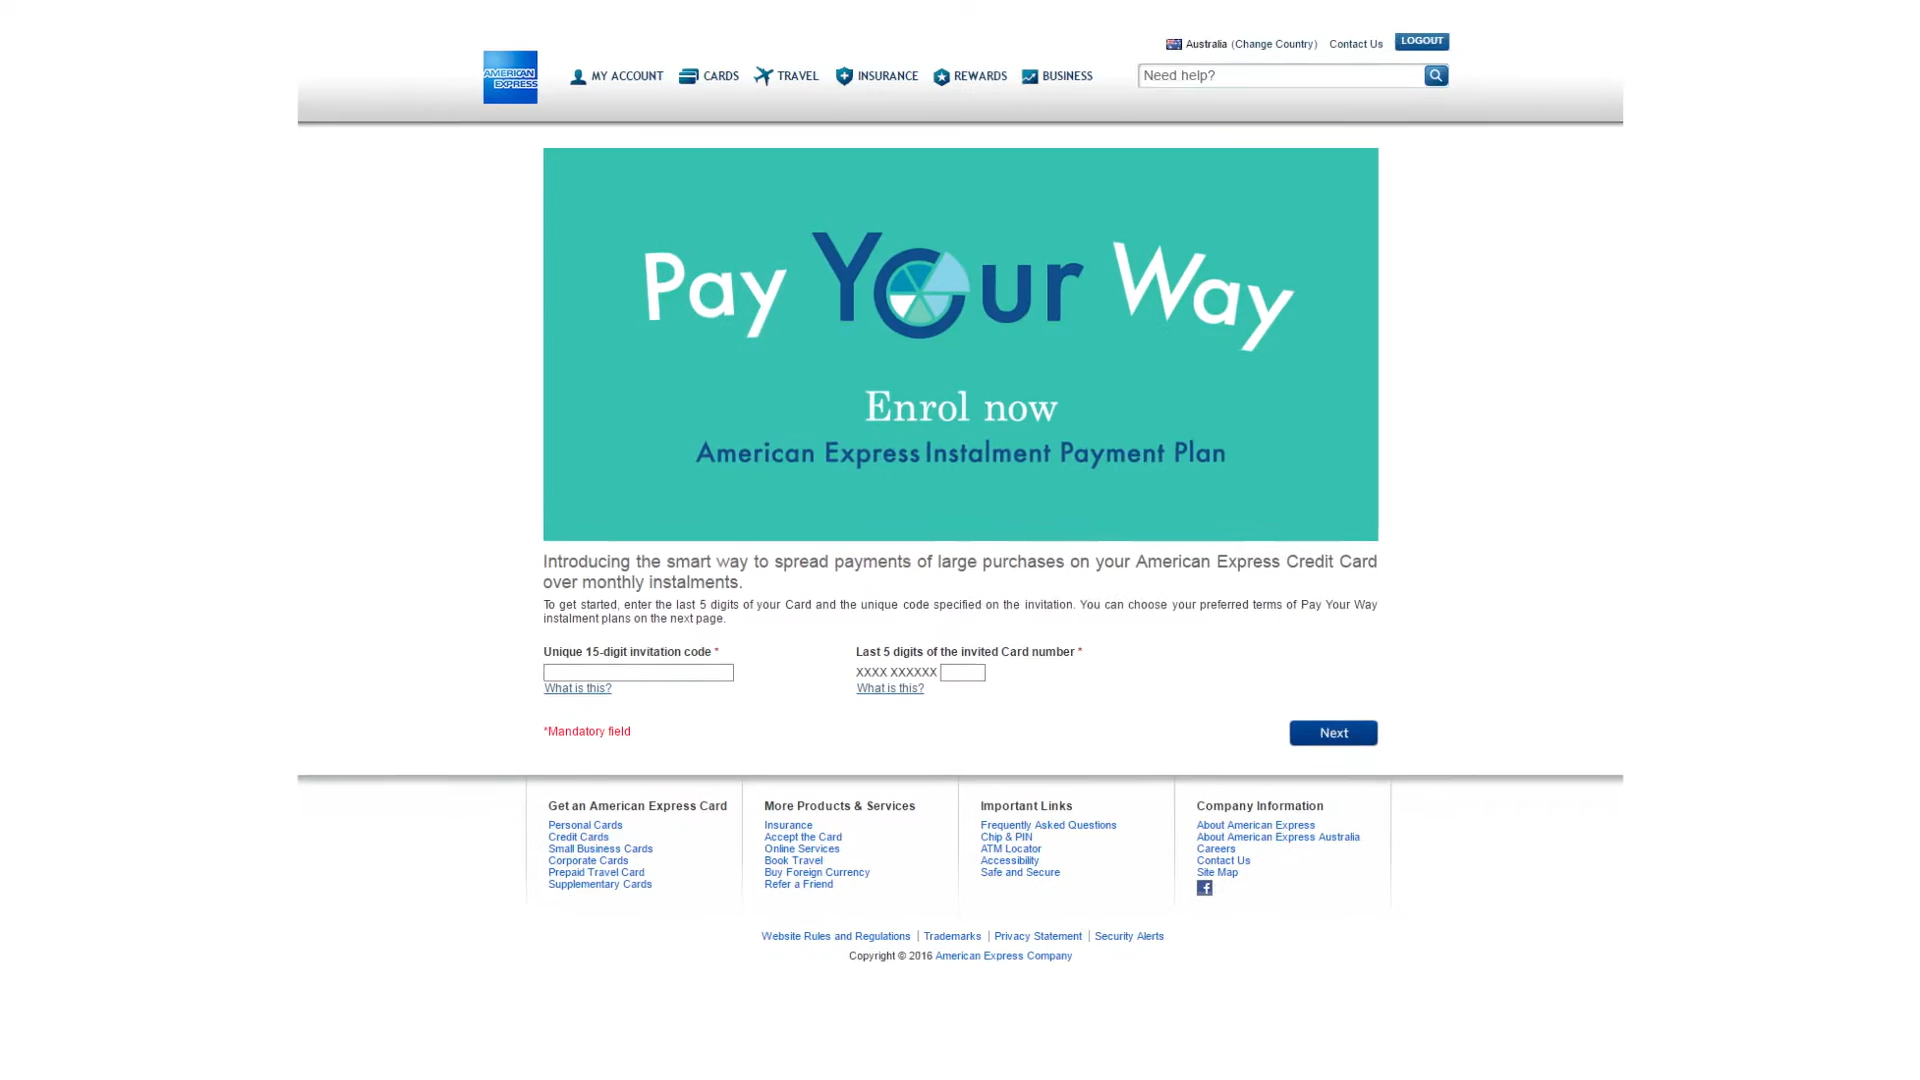 Australia (Change Country) Contact Us LOGOUT
AMERICAN EXPRESS
MY ACCOUNT CARDS TRAVEL INSURANCE REWARDS BUSINESS
Need help?
Pay Your Way
Enrol now
American Express Instalment Payment Plan
Introducing the smart way to spread payments of large purchases on your American Express Credit Card
over monthly instalments.
To get started, enter the last 5 digits of your Card and the unique code specified on the invitation. You can choose your preferred terms of Pay Your Way
instalment plans on the next page.
Unique 15-digit invitation code *
What is this?
Last 5 digits of the invited Card number *
XXXX XXXXXX
What is this?
*Mandatory field
Next
Get an American Express Card
Personal Cards
Credit Cards
Small Business Cards
Corporate Cards
Prepaid Travel Card
Supplementary Cards
More Products & Services
Insurance
Accept the Card
Online Services
Book Travel
Buy Foreign Currency
Refer a Friend
Important Links
Frequently Asked Questions
Chip & PIN
ATM Locator
Accessibility
Safe and Secure
Company Information
About American Express
About American Express Australia
Careers
Contact Us
Site Map
Website Rules and Regulations | Trademarks | Privacy Statement | Security Alerts
Copyright © 2016 American Express Company